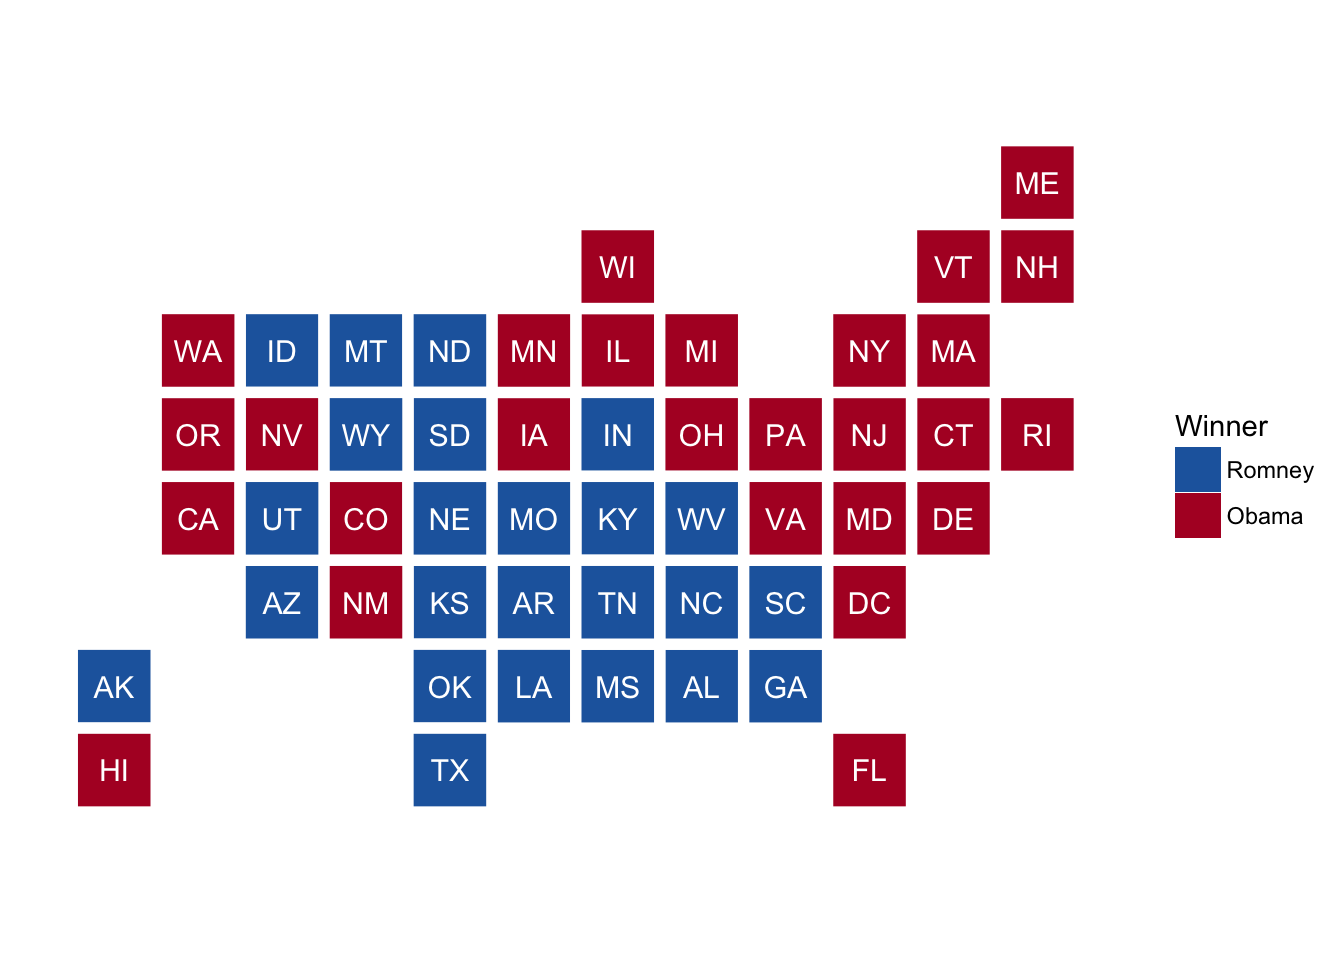 ME
WI VT NH
WA ID MT ND MN IL MI NY MA
OR NV WY SD IA IN OH PA NJ CT RI
CA UT CO NE MO KY WV VA MD DE
AZ NM KS AR TN NC SC DC
AK OK LA MS AL GA
HI TX FL
Winner
Romney
Obama